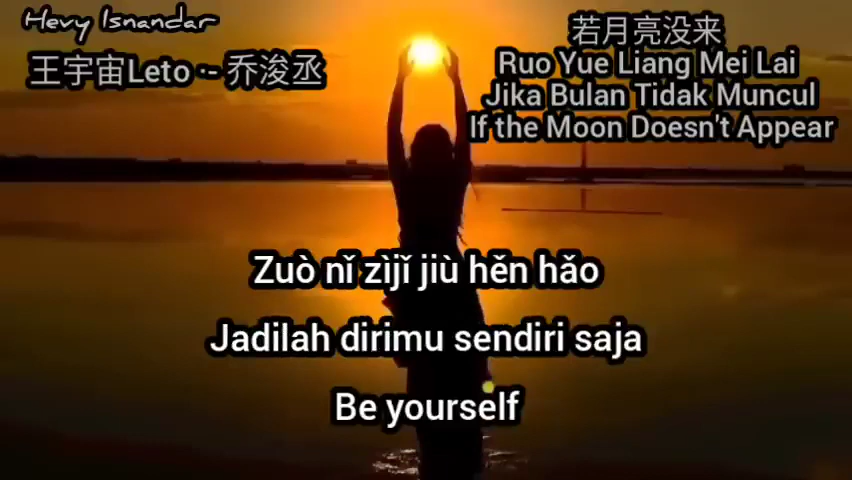 Hevy Isnandar
王宇宙Leto -- 乔浚丞
若月亮没来
Ruo Yue Liang Mei Lai
Jika Bulan Tidak Muncul
If the Moon Doesn't Appear
Zuò nǐ zìjǐ jiù hěn hǎo
Jadilah dirimu sendiri saja
Be yourself